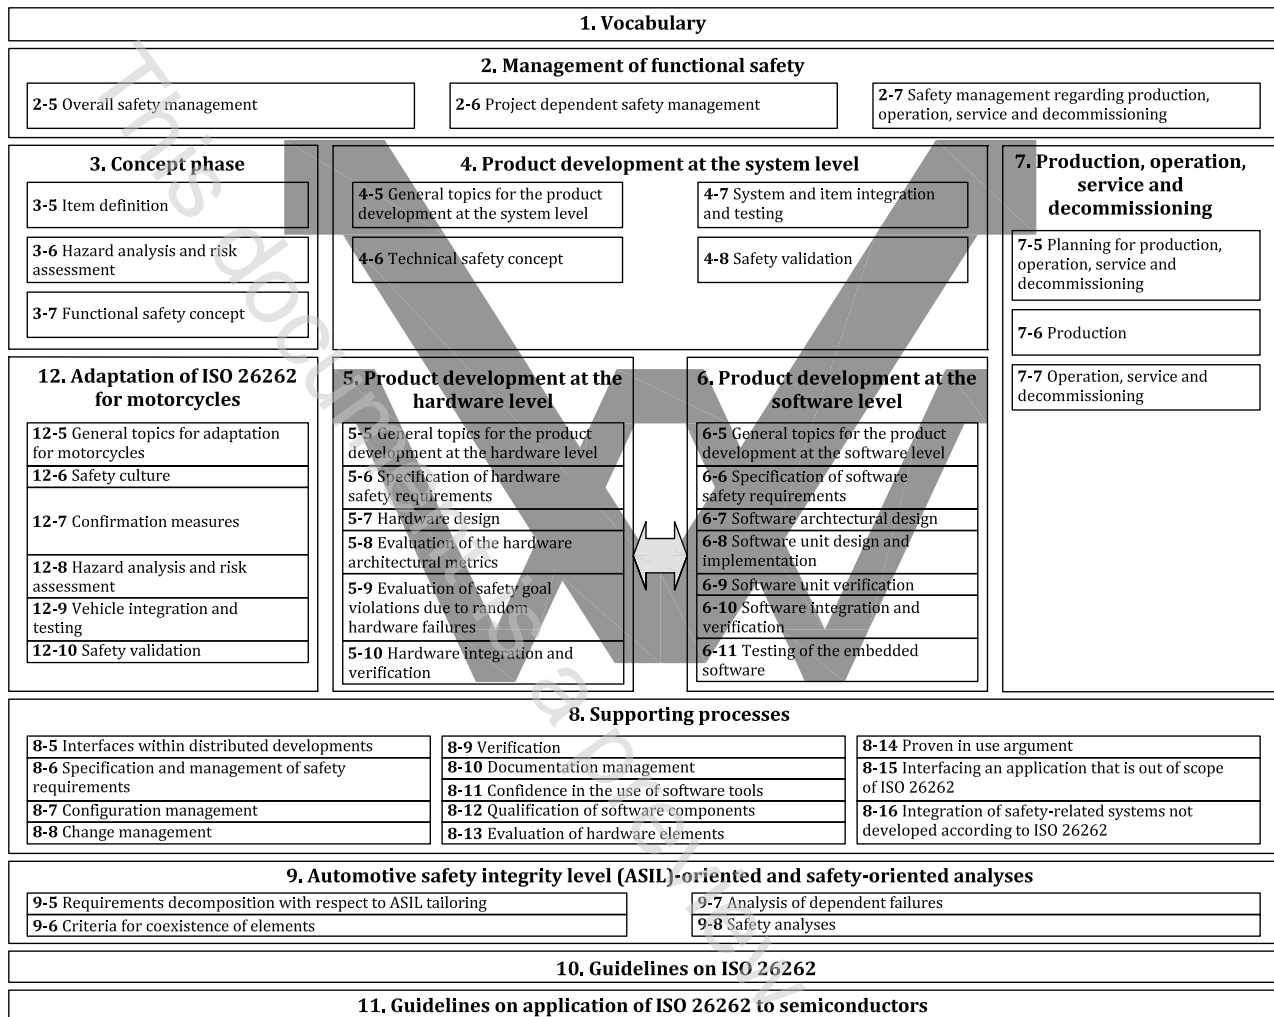 1. Vocabulary
2. Management of functional safety
2-5 Overall safety management
2-6 Project dependent safety management
2-7 Safety management regarding production,
operation, service and decommissioning
3. Concept phase
3-5 Item definition
3-6 Hazard analysis and risk
assessment
3-7 Functional safety concept
4. Product development at the system level
4-5 General topics for the product
development at the system level
4-6 Technical safety concept
4-7 System and item integration
and testing
4-8 Safety validation
7. Production, operation,
service and
decommissioning
7-5 Planning for production,
operation, service and
decommissioning
7-6 Production
7-7 Operation, service and
decommissioning
12. Adaptation of ISO 26262
for motorcycles
12-5 General topics for adaptation
for motorcycles
12-6 Safety culture
12-7 Confirmation measures
12-8 Hazard analysis and risk
assessment
12-9 Vehicle integration and
testing
12-10 Safety validation
5. Product development at the
hardware level
5-5 General topics for the product
development at the hardware level
5-6 Specification of hardware
safety requirements
5-7 Hardware design
5-8 Evaluation of the hardware
architectural metrics
5-9 Evaluation of safety goal
violations due to random
hardware failures
5-10 Hardware integration and
verification
6. Product development at the
software level
6-5 General topics for the product
development at the software level
6-6 Specification of software
safety requirements
6-7 Software archtectural design
6-8 Software unit design and
implementation
6-9 Software unit verification
6-10 Software integration and
verification
6-11 Testing of the embedded
software
8. Supporting processes
8-5 Interfaces within distributed developments
8-6 Specification and management of safety
requirements
8-7 Configuration management
8-8 Change management
8-9 Verification
8-10 Documentation management
8-11 Confidence in the use of software tools
8-12 Qualification of software components
8-13 Evaluation of hardware elements
8-14 Proven in use argument
8-15 Interfacing an application that is out of scope
of ISO 26262
8-16 Integration of safety-related systems not
developed according to ISO 26262
9. Automotive safety integrity level (ASIL)-oriented and safety-oriented analyses
9-5 Requirements decomposition with respect to ASIL tailoring
9-6 Criteria for coexistence of elements
9-7 Analysis of dependent failures
9-8 Safety analyses
10. Guidelines on ISO 26262
11. Guidelines on application of ISO 26262 to semiconductors
This document is a preview